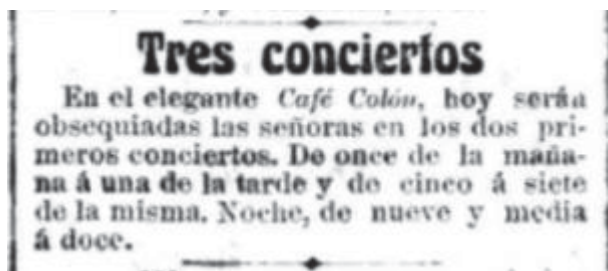 Tres conciertos
En el elegante Café Colón, hoy serán
obsequiadas las señoras en los dos pri-
meros conciertos. De once de la maña-
na á una de la tarde y de cinco á siete
de la misma. Noche, de nueve y media
á doce.